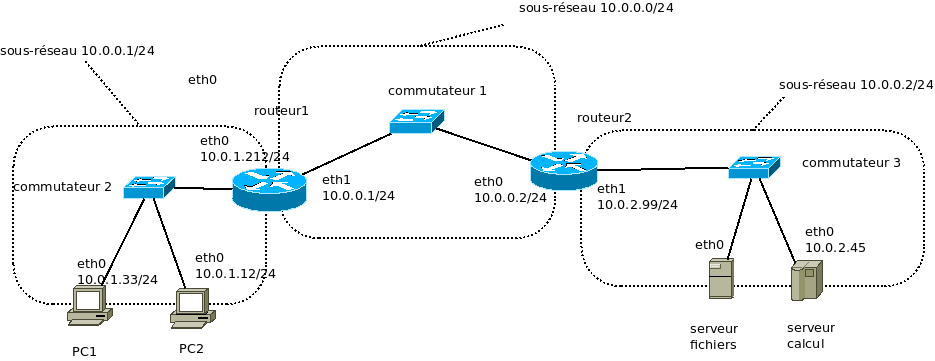 sous-réseau 10.0.0.0/24
sous-réseau 10.0.0.1/24
eth0
sous-réseau 10.0.0.2/24
commutateur 1
routeur1
routeur2
eth0
10.0.1.212/24
commutateur 3
commutateur 2
eth1
10.0.0.1/24
eth0
10.0.0.2/24
eth1
10.0.2.99/24
eth0
10.0.1.33/24
eth0
10.0.1.12/24
eth0
eth0
10.0.2.45
PC1
PC2
serveur
fichiers
serveur
calcul